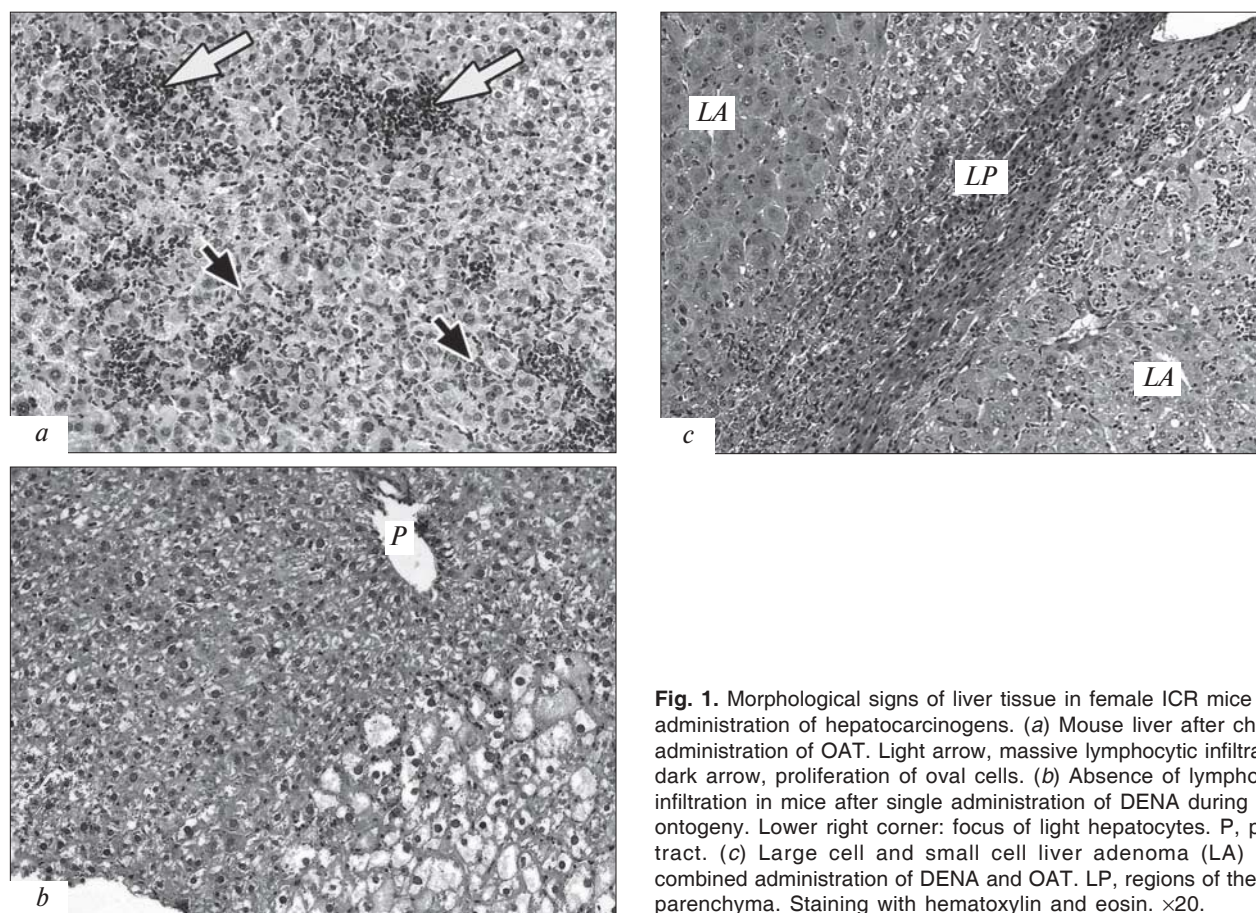 a
b
P
c
LA
LP
LA
Fig. 1. Morphological signs of liver tissue in female ICR mice
administration of hepatocarcinogens. (a) Mouse liver after
administration of OAT. Light arrow, massive lymphocytic
dark arrow, proliferation of oval cells. (b) Absence of
infiltration in mice after single administration of DENA during
ontogeny. Lower right corner: focus of light hepatocytes. P,
tract. (c) Large cell and small cell liver adenoma (LA)
combined administration of DENA and OAT. LP, regions of
parenchyma. Staining with hematoxylin and eosin. ×20.